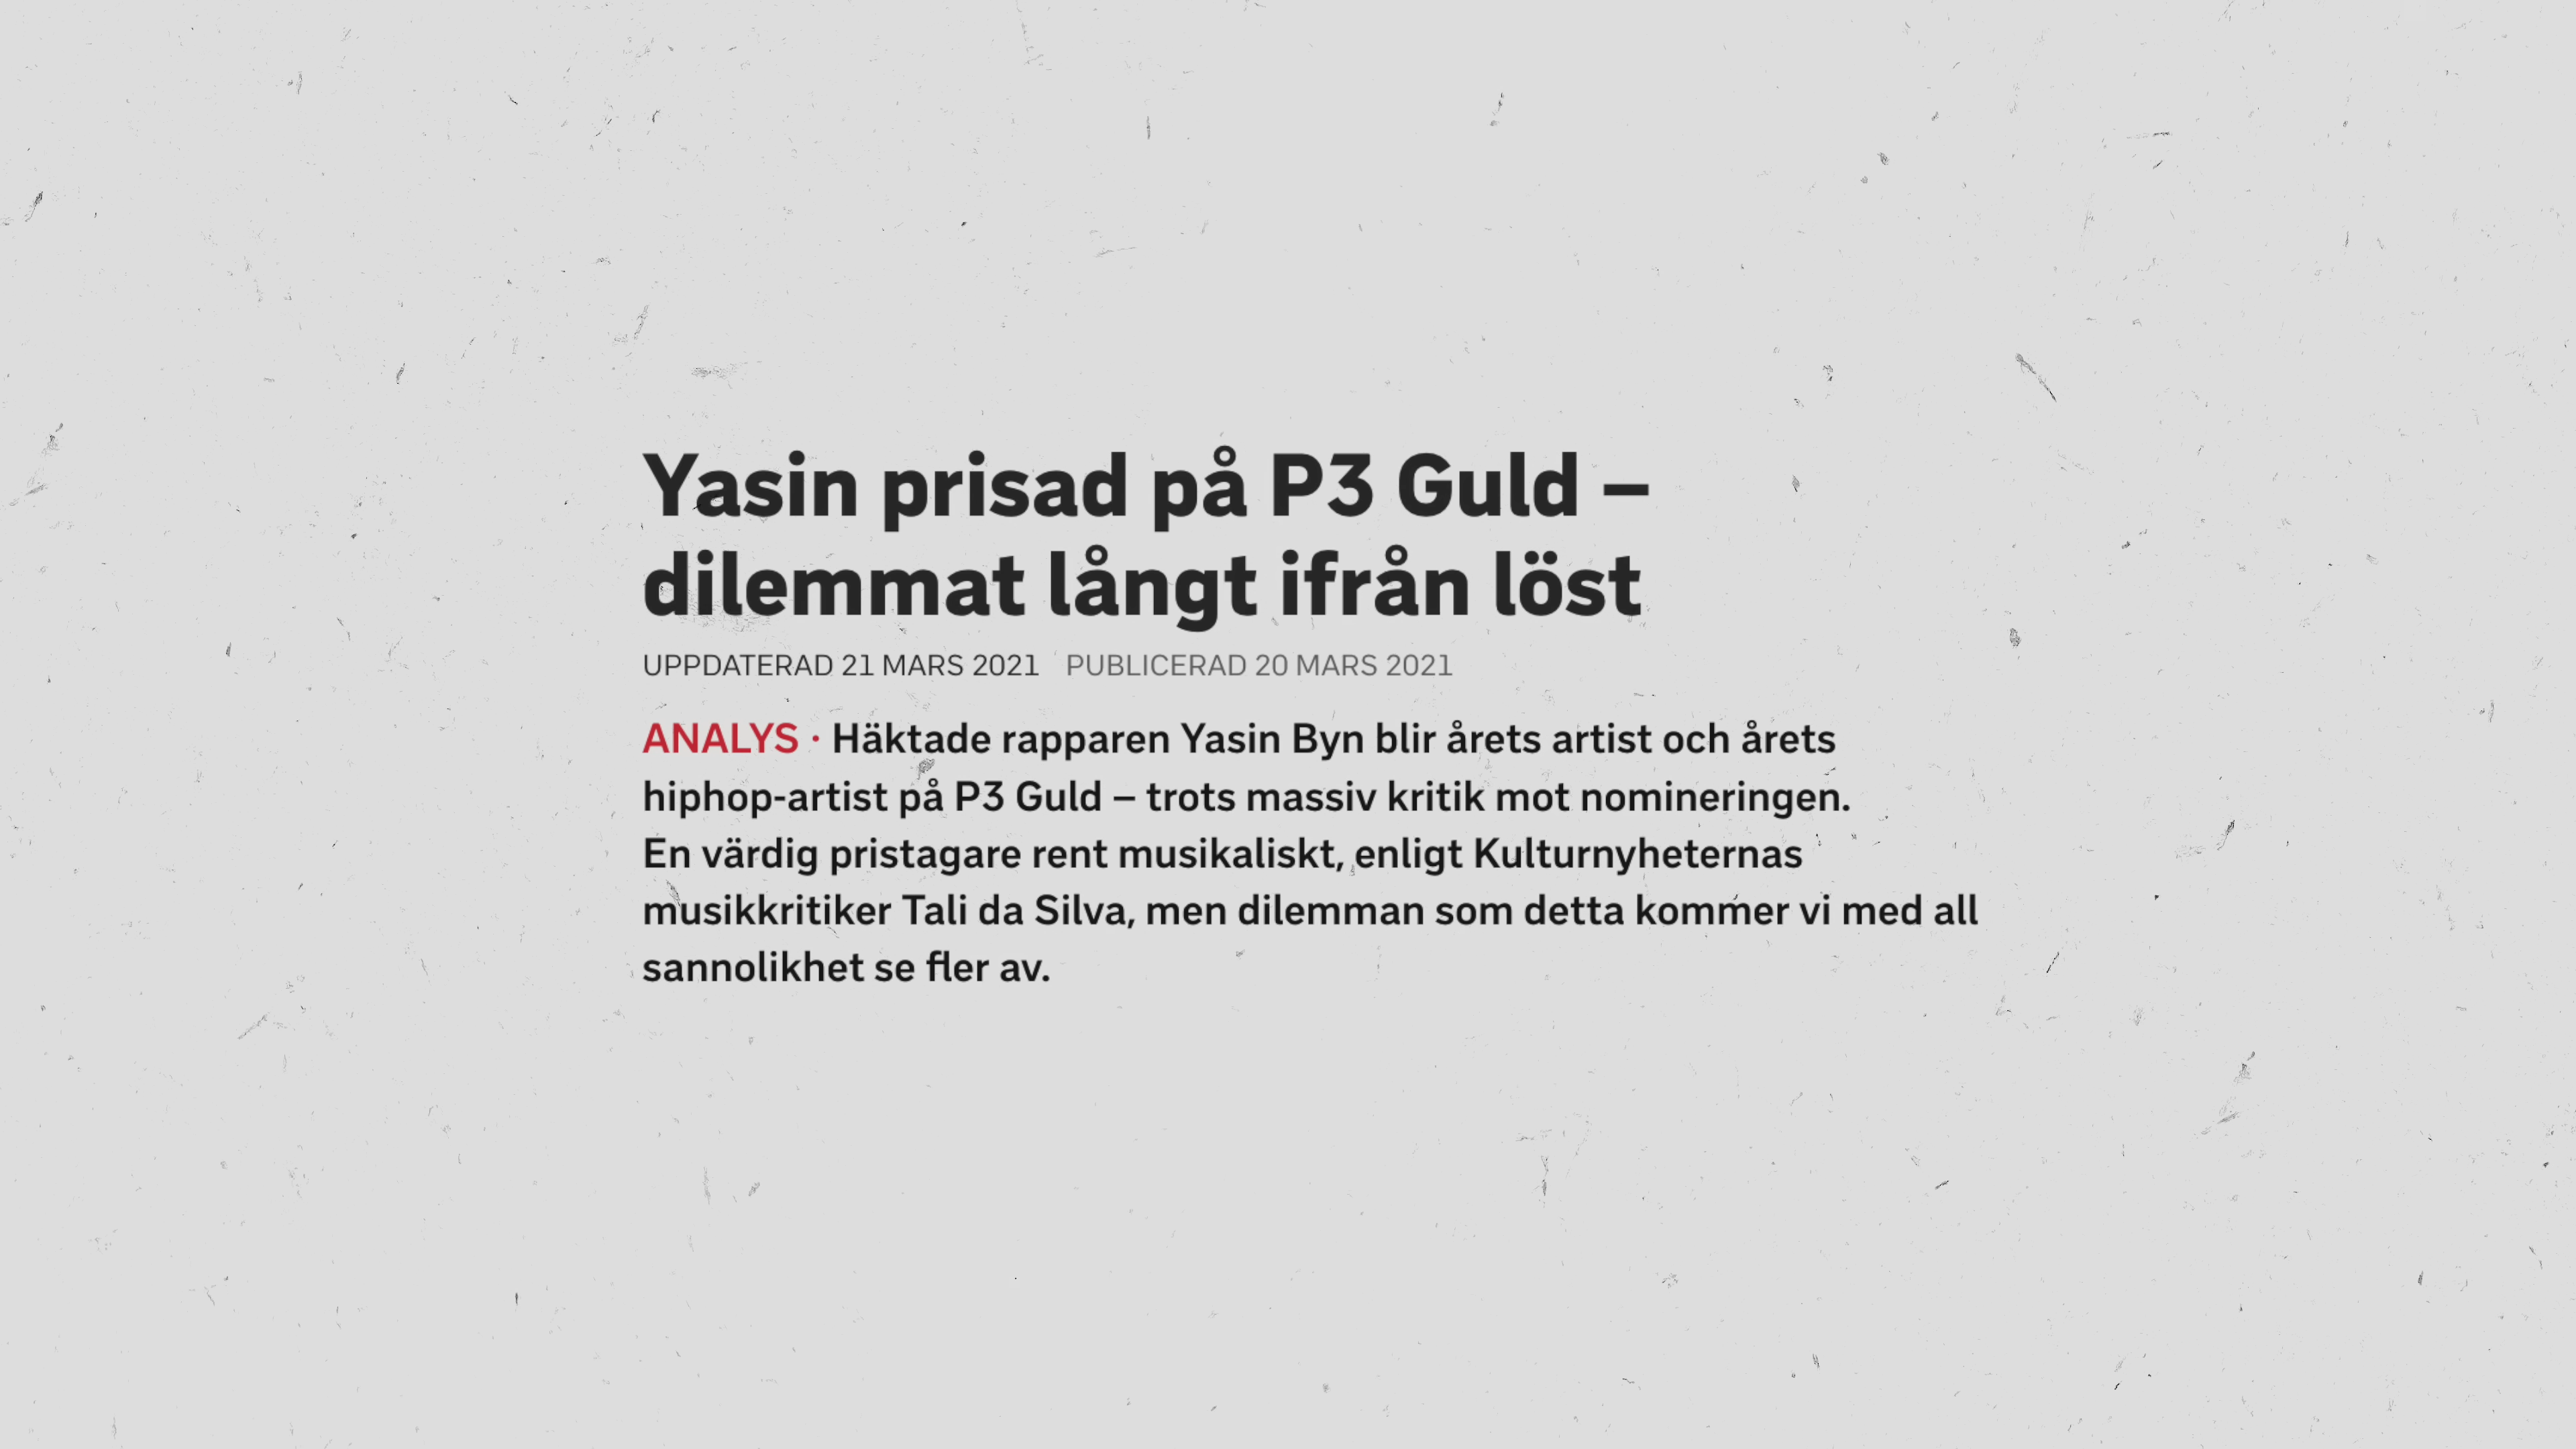 Yasin prisad på P3 Guld –
dilemmat långt ifrån löst
UPPDATERAD 21 MARS 2021 PUBLICERAD 20 MARS 2021
ANALYS · Häktade rapparen Yasin Byn blir årets artist och årets
hiphop-artist på P3 Guld – trots massiv kritik mot nomineringen.
En värdig pristagare rent musikaliskt, enligt Kulturnyheternas
musikkritiker Tali da Silva, men dilemman som detta kommer vi med all
sannolikhet se fler av.